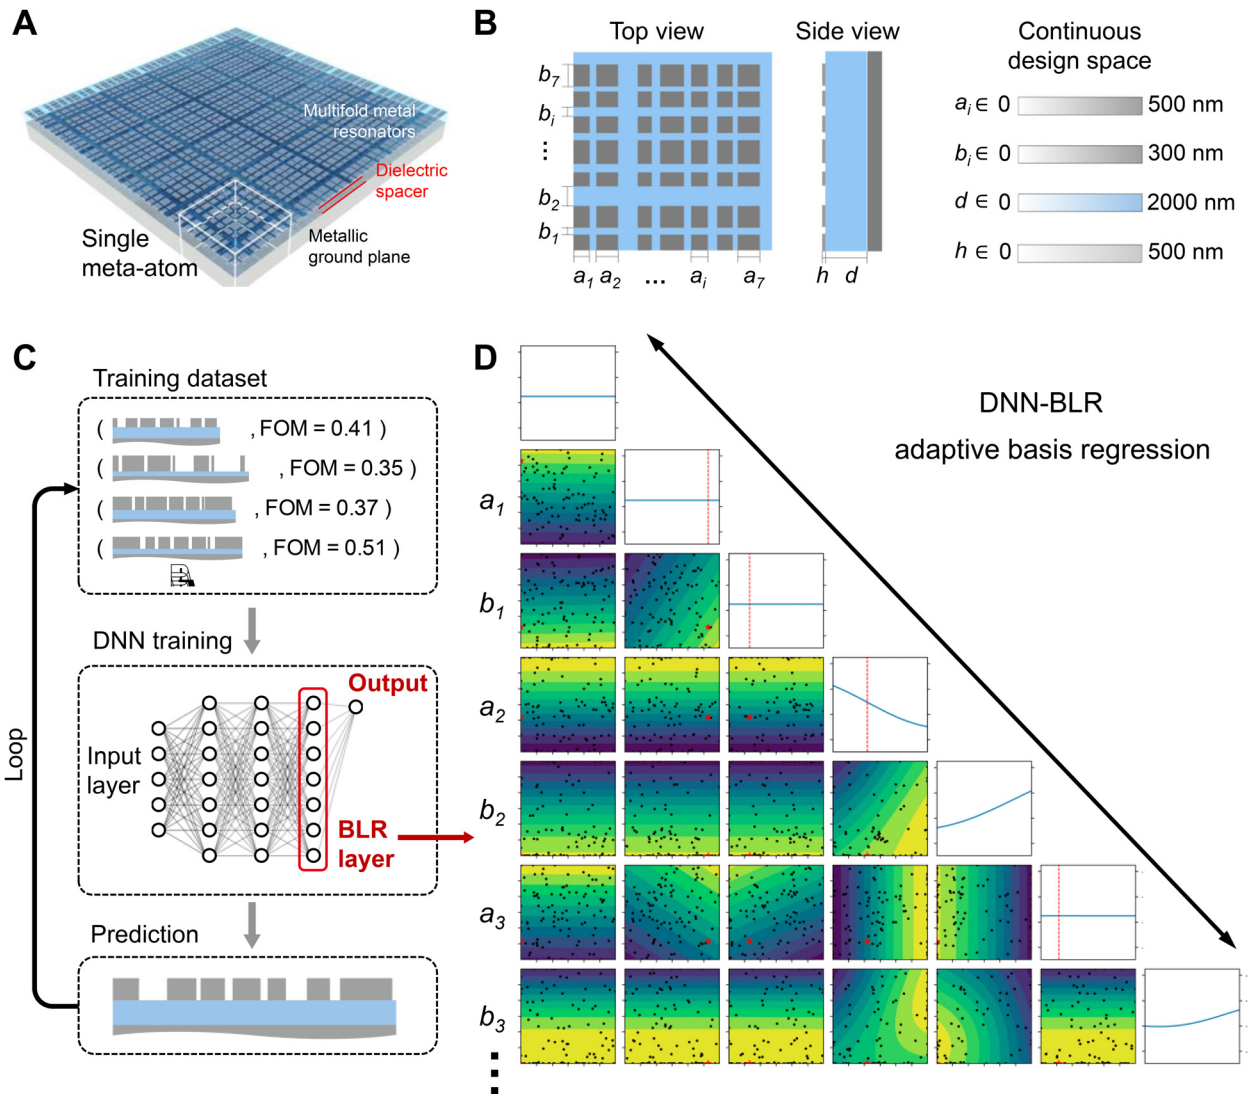 A
Multifold metal
resonators
Dielectric
spacer
Single
meta-atom
Metallic
ground plane
B
Top view
Side view
Continuous
design space
b7
bi
b2
b1
a1 a2 ... ai a7
h d
ai ∈ 0 500 nm
bi ∈ 0 300 nm
d ∈ 0 2000 nm
h ∈ 0 500 nm
C
Training dataset
( , FOM = 0.41 )
( , FOM = 0.35 )
( , FOM = 0.37 )
( , FOM = 0.51 )
DNN training
Output
Input
layer
BLR
layer
Loop
Prediction
D
DNN-BLR
adaptive basis regression
a1
b1
a2
b2
a3
b3